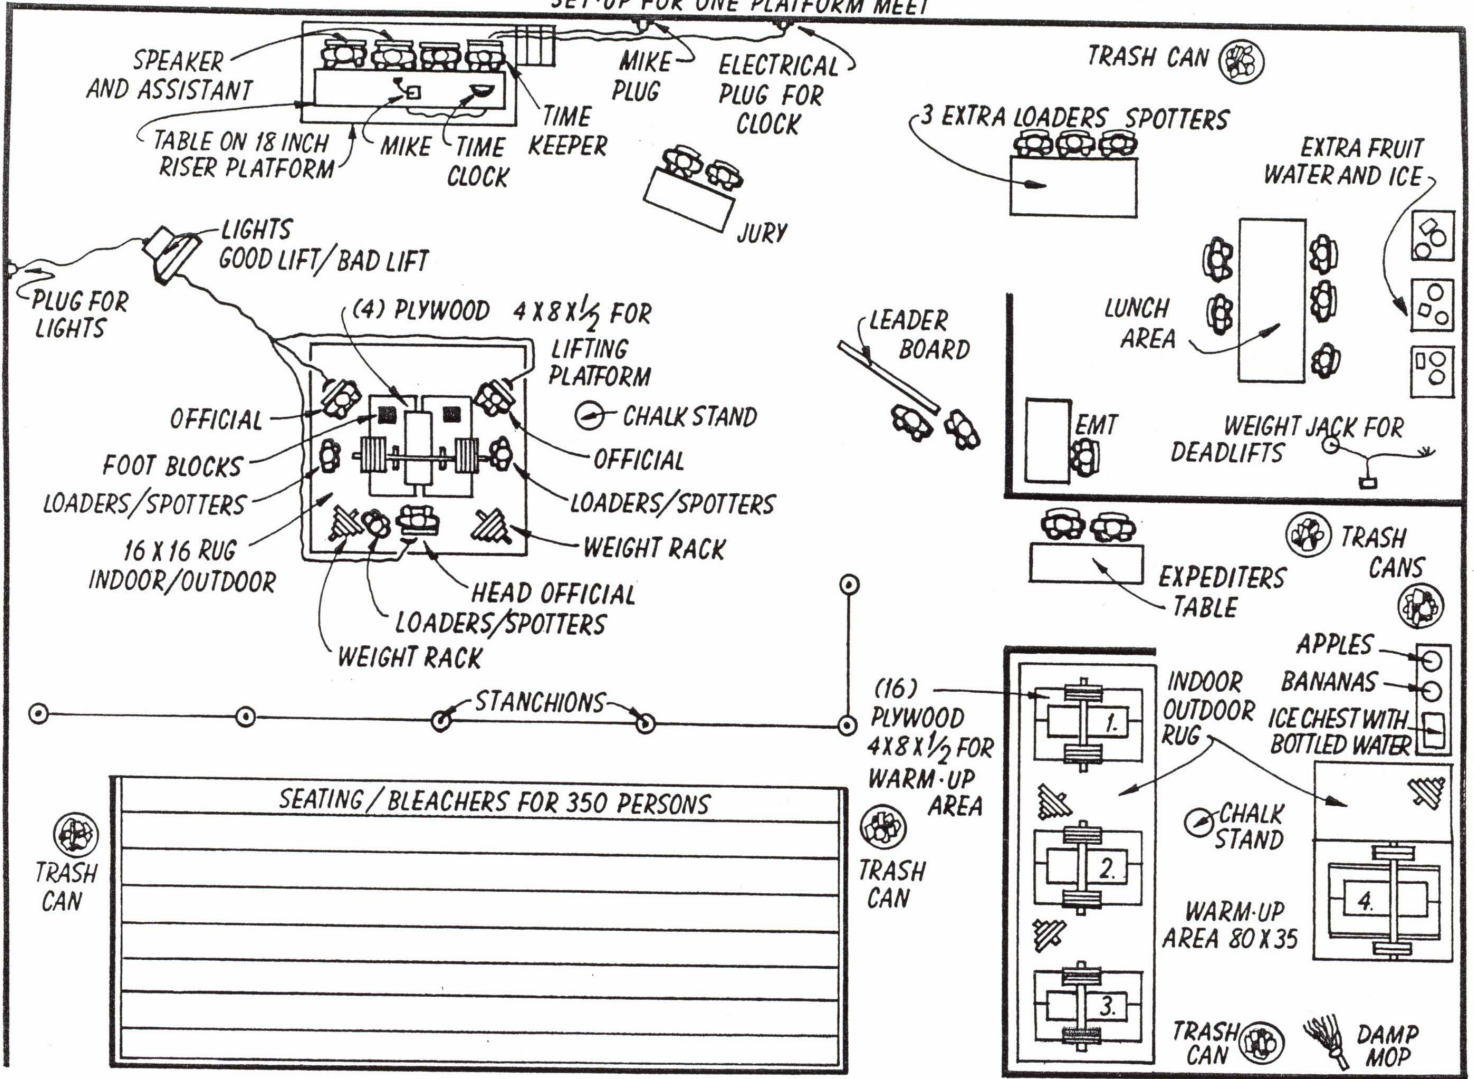 SET-UP FOR ONE PLATFORM MEET
SPEAKER
AND ASSISTANT
TABLE ON 18 INCH
RISER PLATFORM
MIKE
TIME
CLOCK
TIME
KEEPER
MIKE
PLUG
ELECTRICAL
PLUG FOR
CLOCK
TRASH CAN
3 EXTRA LOADERS SPOTTERS
EXTRA FRUIT
WATER AND ICE
JURY
LIGHTS
GOOD LIFT/BAD LIFT
PLUG FOR
LIGHTS
(4) PLYWOOD 4X8X1/2 FOR
LIFTING
PLATFORM
LEADER
BOARD
LUNCH
AREA
OFFICIAL
CHALK STAND
FOOT BLOCKS
OFFICIAL
LOADERS/SPOTTERS
LOADERS/SPOTTERS
16 X 16 RUG
INDOOR/OUTDOOR
WEIGHT RACK
HEAD OFFICIAL
LOADERS/SPOTTERS
WEIGHT RACK
EMT
WEIGHT JACK FOR
DEADLIFTS
TRASH
CANS
EXPEDITERS
TABLE
STANCHIONS
(16)
PLYWOOD
4X8X1/2 FOR
WARM-UP
AREA
1.
INDOOR
OUTDOOR
RUG
APPLES
BANANAS
ICE CHEST WITH
BOTTLED WATER
SEATING/BLEACHERS FOR 350 PERSONS
TRASH
CAN
TRASH
CAN
2.
CHALK
STAND
4.
WARM-UP
AREA 80 X 35
3.
TRASH
CAN
DAMP
MOP